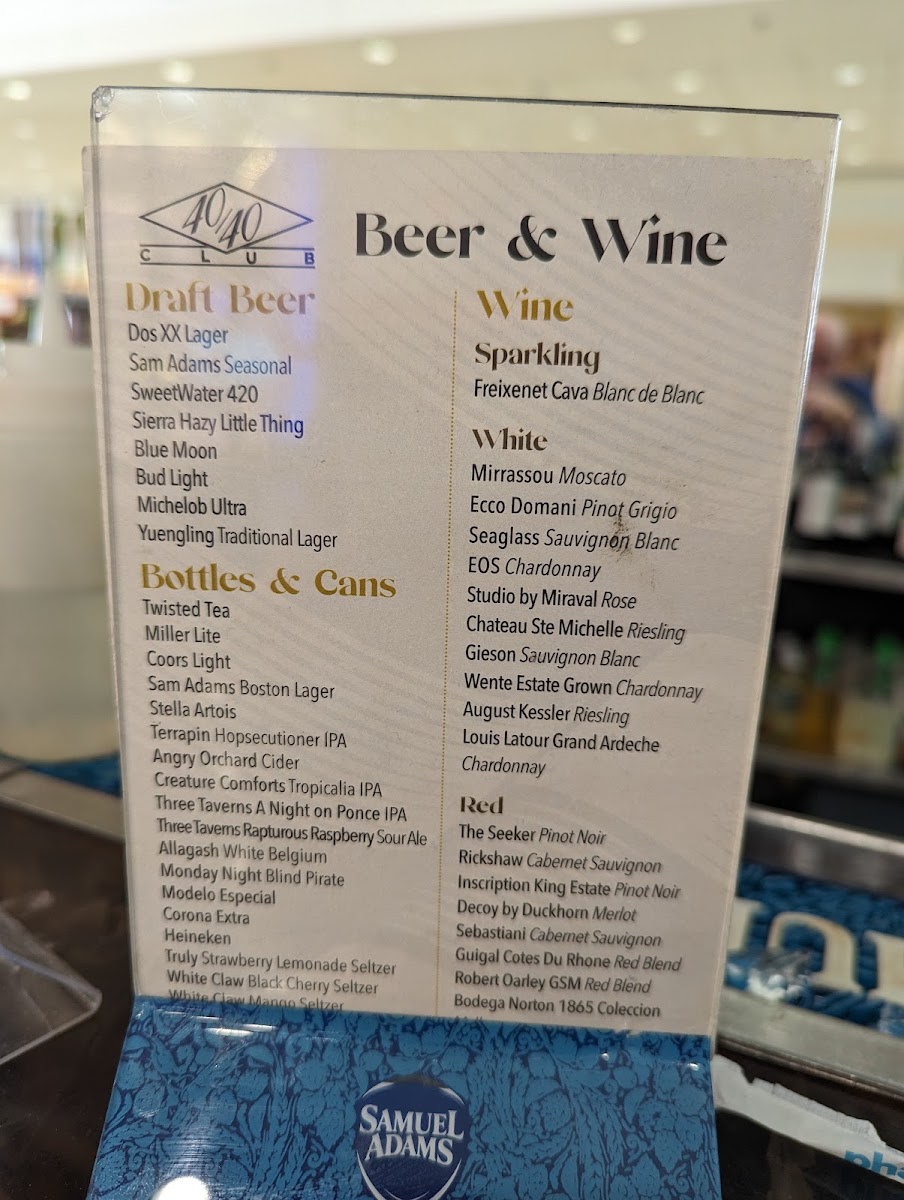 40/40
CLUB
Beer & Wine
Draft Beer
Dos XX Lager
Sam Adams Seasonal
SweetWater 420
Sierra Hazy Little Thing
Blue Moon
Bud Light
Michelob Ultra
Yuengling Traditional Lager
Bottles & Cans
Twisted Tea
Miller Lite
Coors Light
Sam Adams Boston Lager
Stella Artois
Terrapin Hopsecutioner IPA
Angry Orchard Cider
Creature Comforts Tropicalia IPA
Three Taverns A Night on Ponce IPA
Three Taverns Rapturous Raspberry Sour Ale
Allagash White Belgium
Monday Night Blind Pirate
Modelo Especial
Corona Extra
Heineken
Truly Strawberry Lemonade Seltzer
White Claw Black Cherry Seltzer
White Claw Mango Seltzer
Wine
Sparkling
Freixenet Cava Blanc de Blanc
White
Mirrassou Moscato
Ecco Domani Pinot Grigio
Seaglass Sauvignon Blanc
EOS Chardonnay
Studio by Miraval Rose
Chateau Ste Michelle Riesling
Gieson Sauvignon Blanc
Wente Estate Grown Chardonnay
August Kessler Riesling
Louis Latour Grand Ardeche
Chardonnay
Red
The Seeker Pinot Noir
Rickshaw Cabernet Sauvignon
Inscription King Estate Pinot Noir
Decoy by Duckhorn Merlot
Sebastiani Cabernet Sauvignon
Guigal Cotes Du Rhone Red Blend
Robert Oarley GSM Red Blend
Bodega Norton 1865 Coleccion
SAMUEL
ADAMS